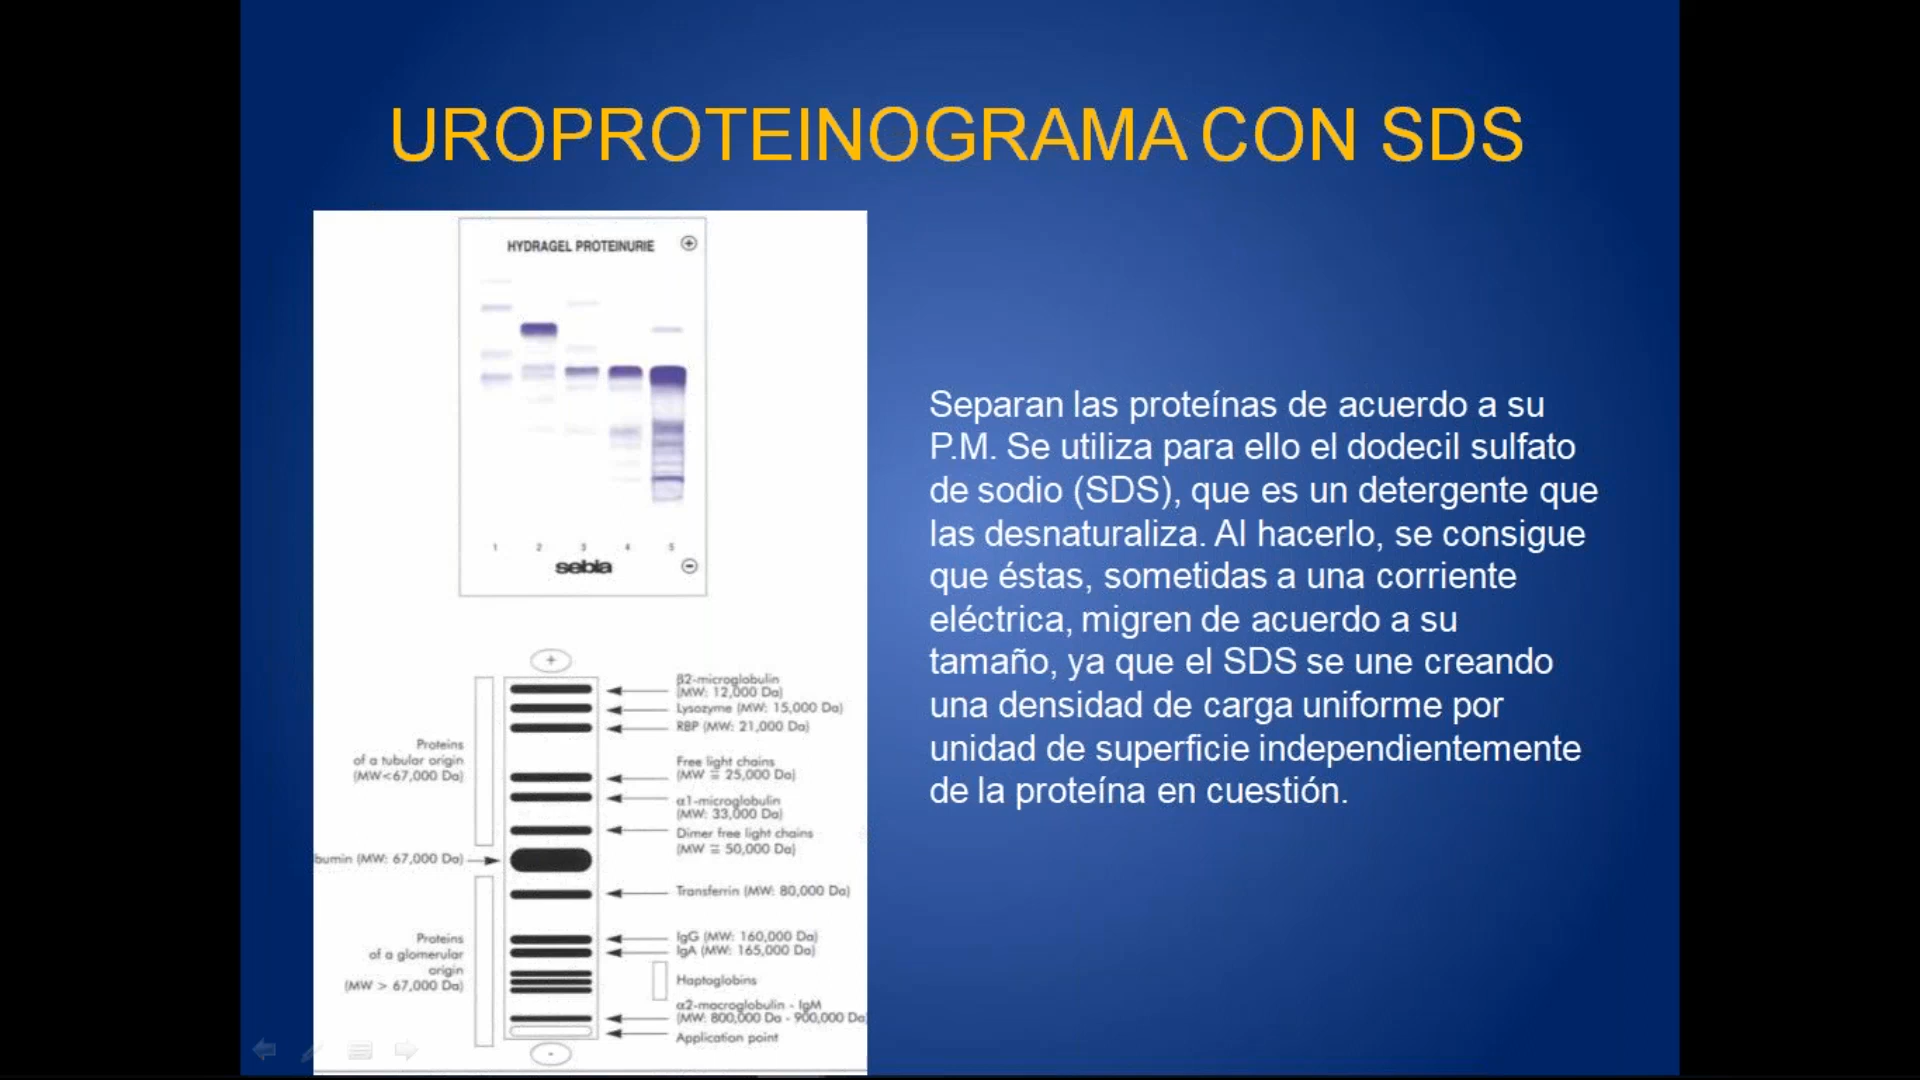 UROPROTEINOGRAMA CON SDS
HYDRAGEL PROTEINURIE
+
1 2 3 4 5
sebia
-
Separan las proteínas de acuerdo a su
P.M. Se utiliza para ello el dodecil sulfato
de sodio (SDS), que es un detergente que
las desnaturaliza. Al hacerlo, se consigue
que éstas, sometidas a una corriente
eléctrica, migren de acuerdo a su
tamaño, ya que el SDS se une creando
una densidad de carga uniforme por
unidad de superficie independientemente
de la proteína en cuestión.
+
β2-microglobulin
(MW: 12,000 Da)
Lysozyme (MW: 15,000 Da)
RBP (MW: 21,000 Da)
Proteins
of a tubular origin
(MW<67,000 Da)
Free light chains
(MW ≅ 25,000 Da)
α1-microglobulin
(MW: 33,000 Da)
Dimer free light chains
(MW ≅ 50,000 Da)
bumin (MW: 67,000 Da)
Transferrin (MW: 80,000 Da)
Proteins
of a glomerular
origin
(MW > 67,000 Da)
IgG (MW: 160,000 Da)
IgA (MW: 165,000 Da)
Haptoglobins
α2-macroglobulin - IgM
(MW: 800,000 Da - 900,000 Da
Application point
-